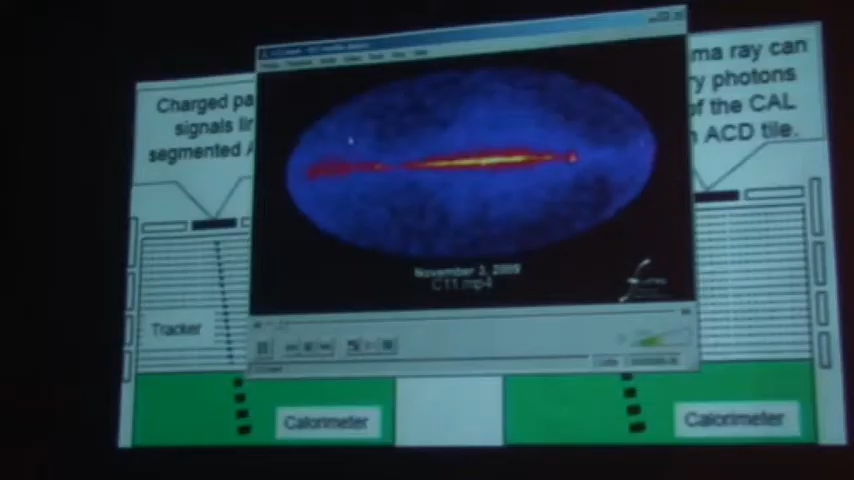 Charged pa
signals lin
segmented A
ma ray can
ry photons
of the CAL
ACD tile.
November 3, 2009
C11.mp4
Tracker
Calorimeter
Calorimeter